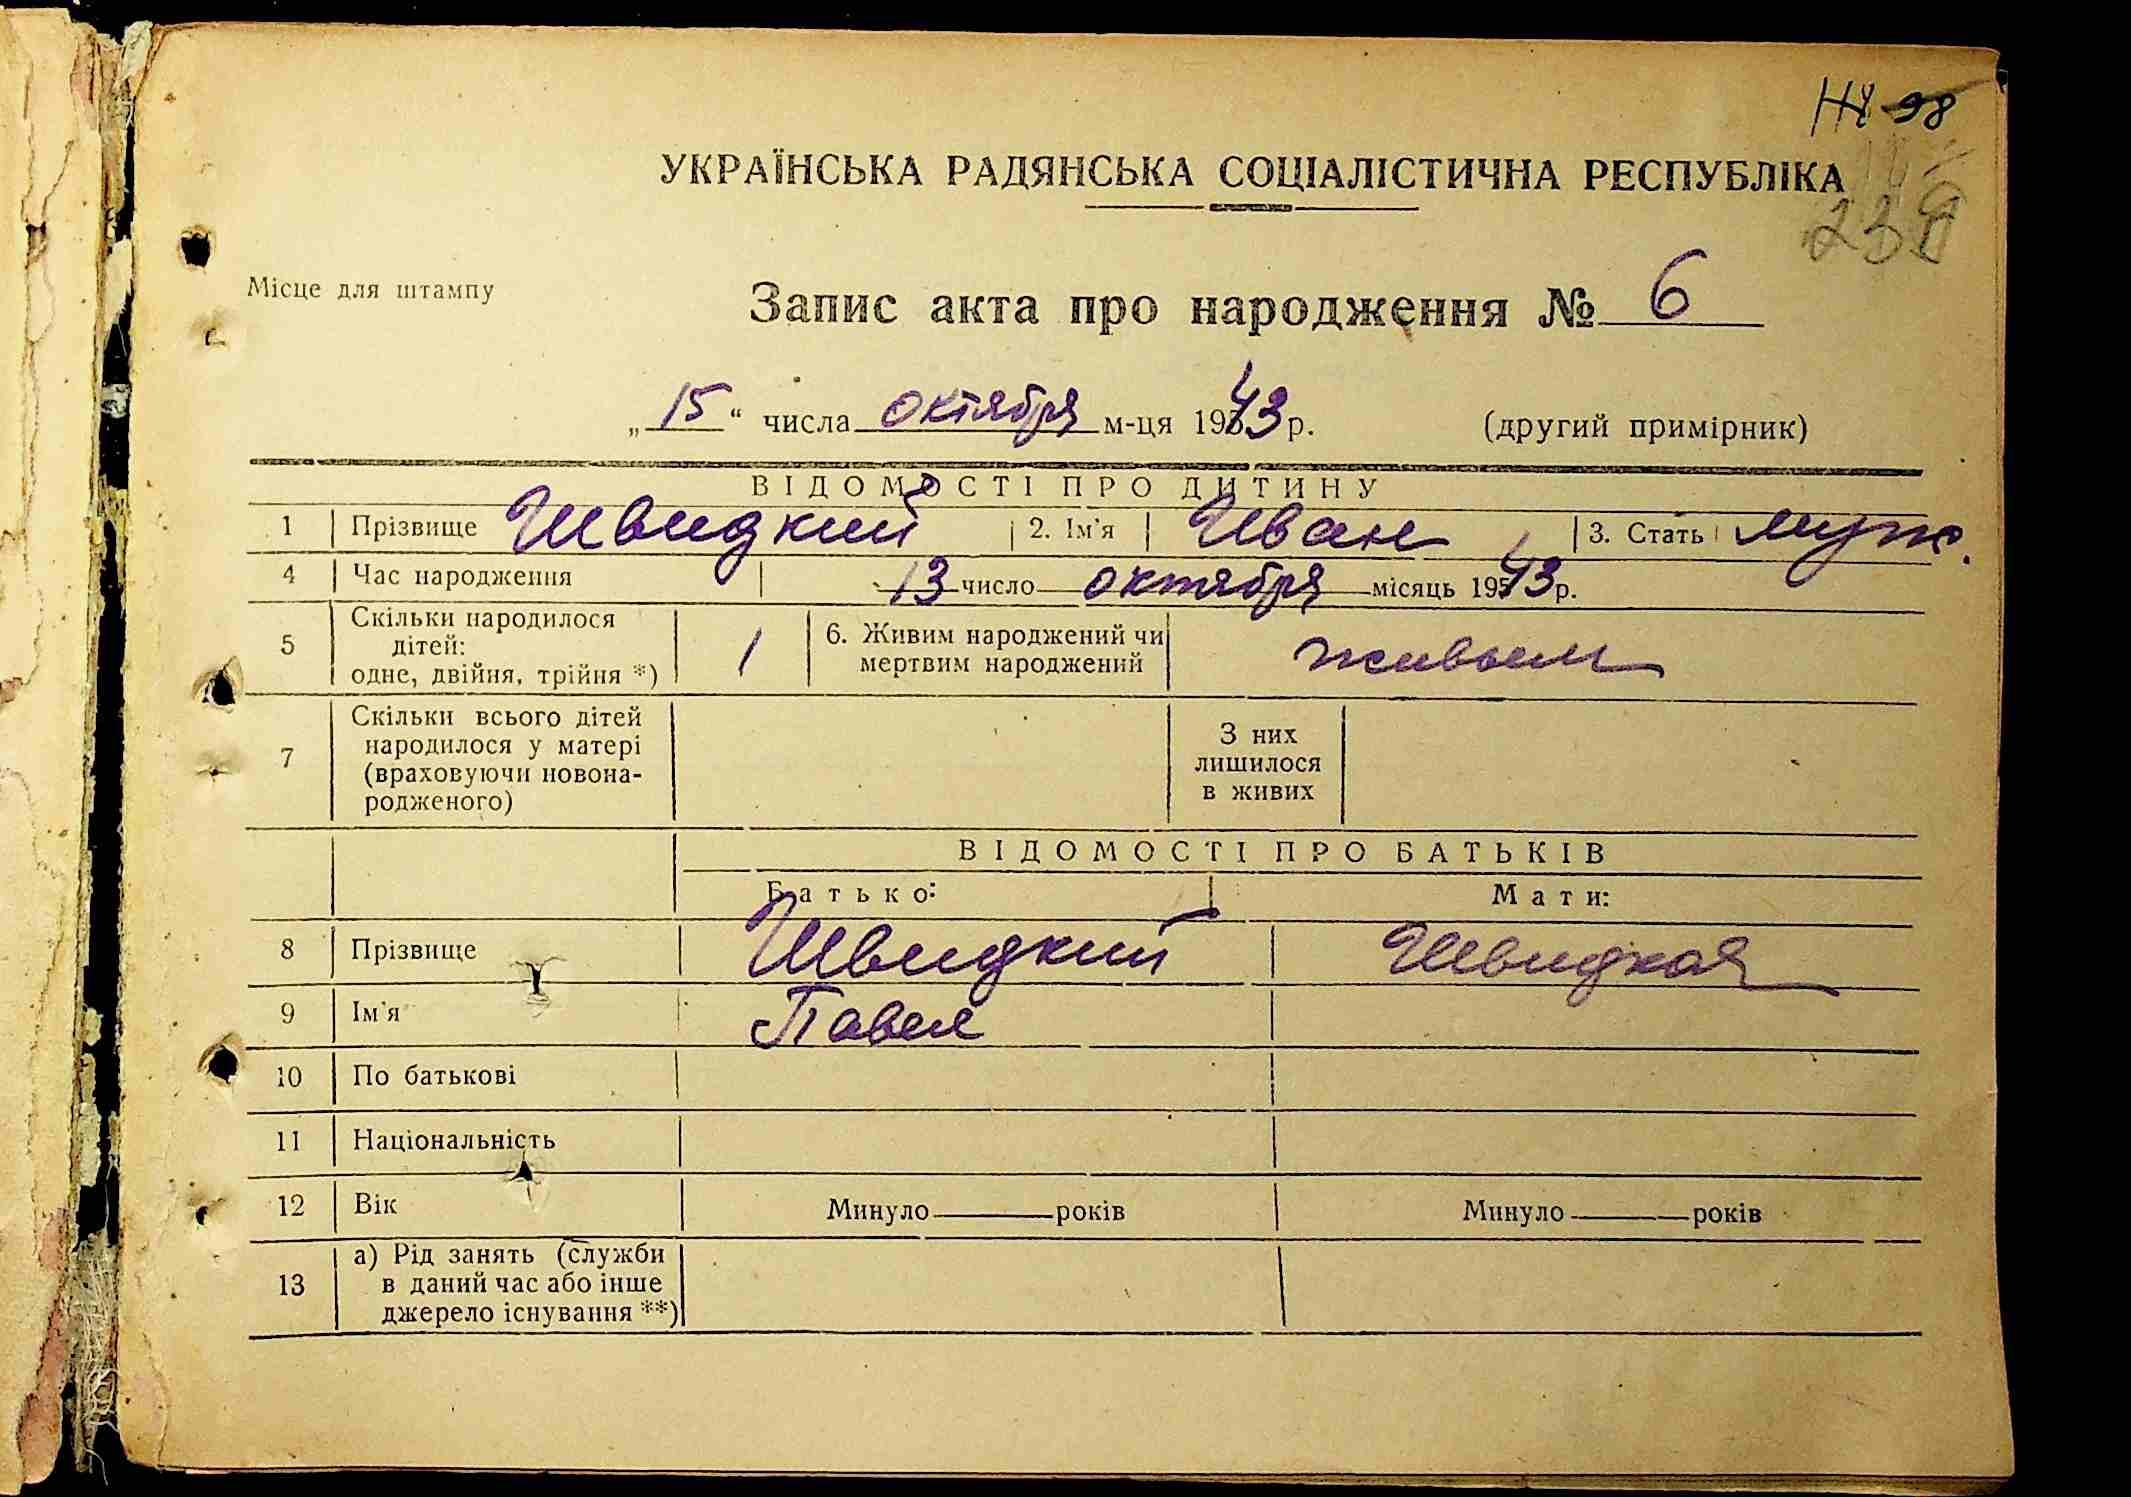 98
УКРАЇНСЬКА РАДЯНСЬКА СОЦІАЛІСТИЧНА РЕСПУБЛІКА
Місце для штампу
Запис акта про народження № 6
„ 15 “ числа октября м-ця 1943 р. (другий примірник)
ВІДОМОСТІ ПРО ДИТИНУ
1 Прізвище Швидкий 2. Ім'я Иван 3. Стать муж.
4 Час народження 13 число октября місяць 1943 р.
5 Скільки народилося дітей: одне, двійня, трійня *) 1 6. Живим народжений чи мертвим народжений живым
7 Скільки всього дітей народилося у матері (враховуючи новона-родженого) З них лишилося в живих
ВІДОМОСТІ ПРО БАТЬКІВ
Батько: Мати:
8 Прізвище Швидкий Швидкая
9 Ім'я Павел
10 По батькові
11 Національність
12 Вік Минуло років Минуло років
13 а) Рід занять (служби в даний час або інше джерело існування **)